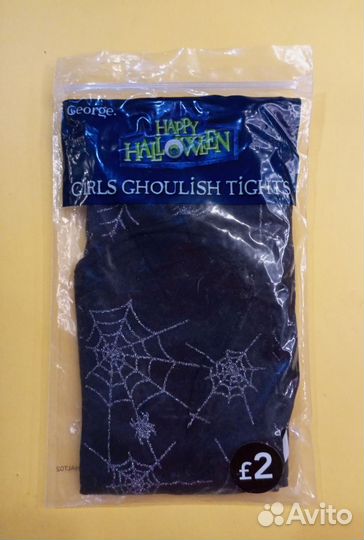 George.
HAPPY
HALLOWEEN
GIRLS GHOULISH TIGHTS
£2
Avito